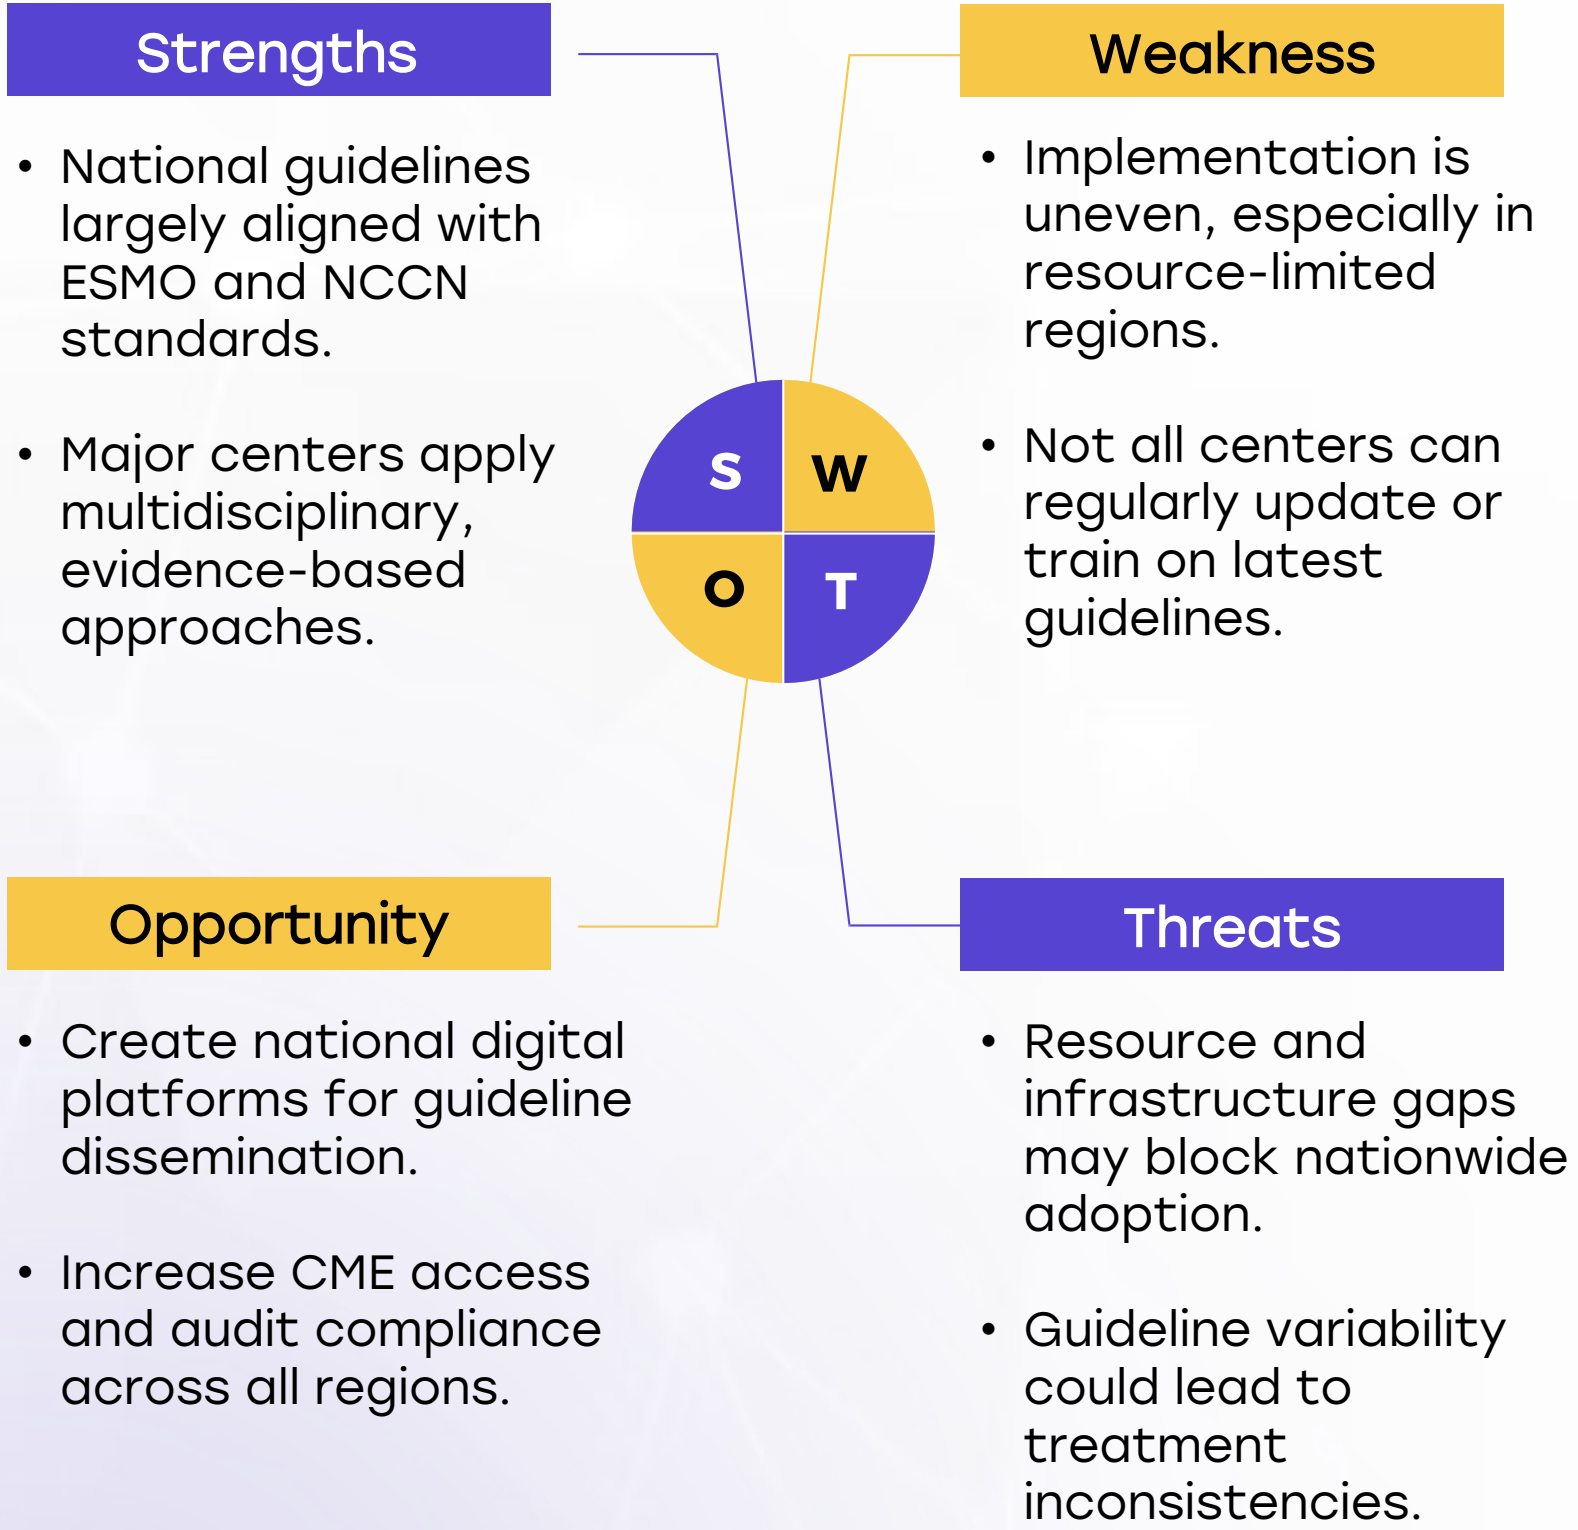 Strengths
• National guidelines
largely aligned with
ESMO and NCCN
standards.
• Major centers apply
multidisciplinary,
evidence-based
approaches.
Weakness
• Implementation is
uneven, especially in
resource-limited
regions.
• Not all centers can
regularly update or
train on latest
guidelines.
S
W
O
T
Opportunity
• Create national digital
platforms for guideline
dissemination.
• Increase CME access
and audit compliance
across all regions.
Threats
• Resource and
infrastructure gaps
may block nationwide
adoption.
• Guideline variability
could lead to
treatment
inconsistencies.